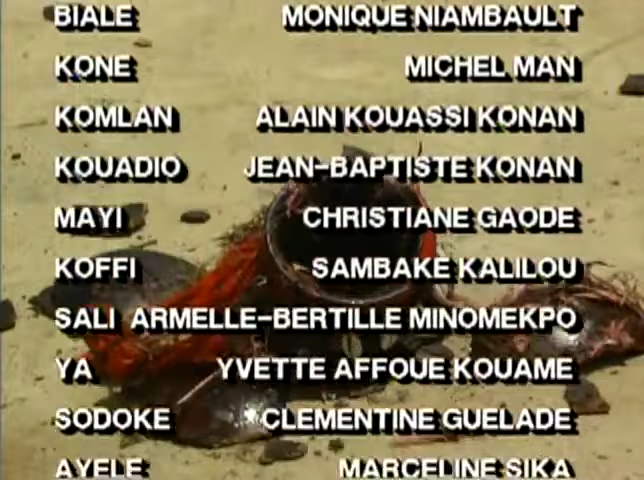 BIALE MONIQUE NIAMBAULT
KONE MICHEL MAN
KOMLAN ALAIN KOUASSI KONAN
KOUADIO JEAN-BAPTISTE KONAN
MAYI CHRISTIANE GAODE
KOFFI SAMBAKE KALILOU
SALI ARMELLE-BERTILLE MINOMEKPO
YA YVETTE AFFOUE KOUAME
SODOKE CLEMENTINE GUELADE
AYELE MARCELINE SIKA